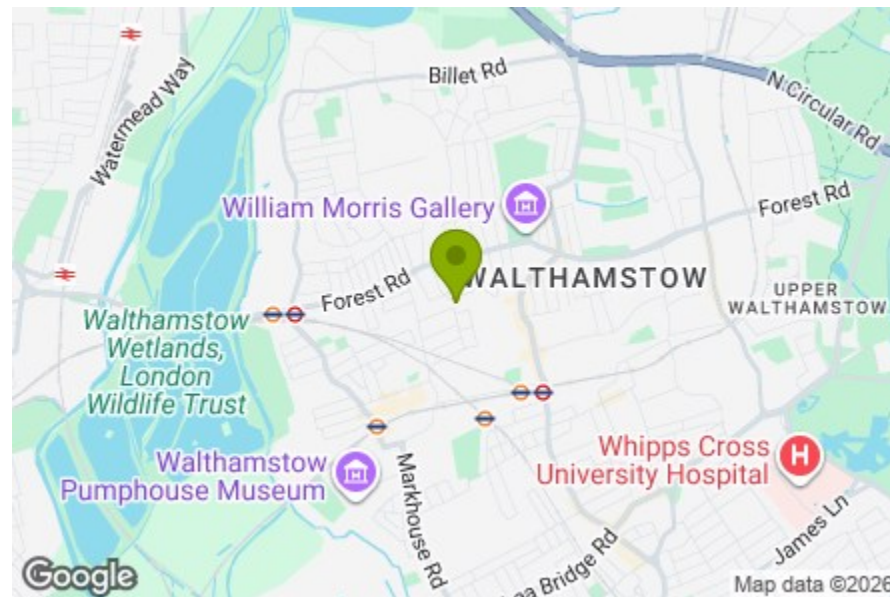 Billet Rd
N Circular Rd
Watermead Way
William Morris Gallery
Forest Rd
WALTHAMSTOW
Forest Rd
UPPER
WALTHAMSTOW
Walthamstow
Wetlands,
London
Wildlife Trust
Whipps Cross
University Hospital
H
Walthamstow
Pumphouse Museum
Markhouse Rd
James Ln
Bridge Rd
Google
Map data ©2026